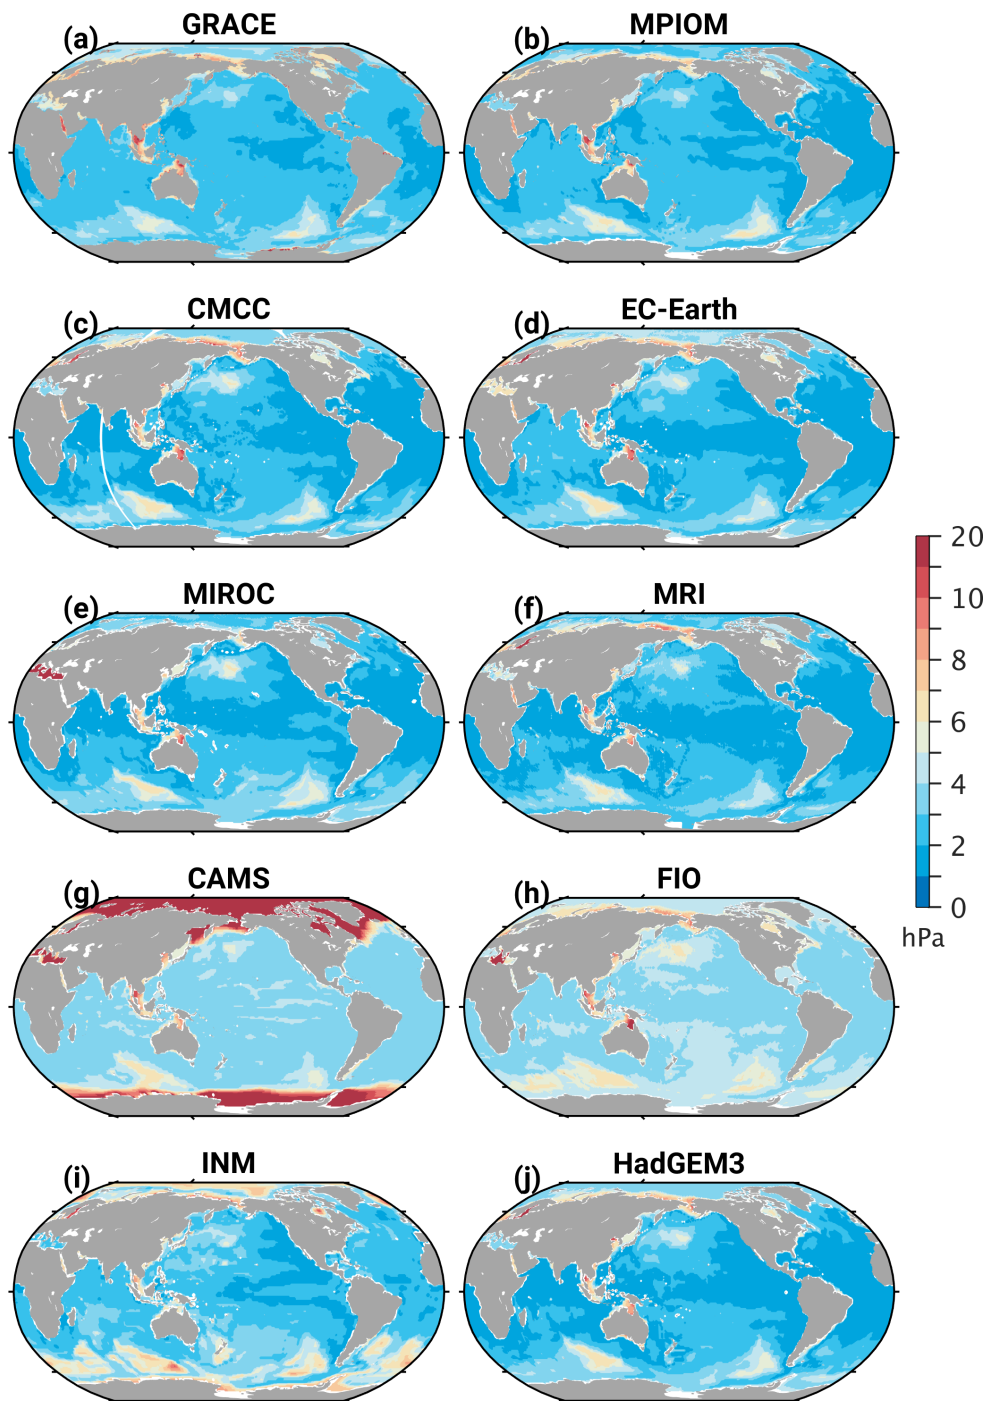 GRACE
MPIOM
(a)
(b)
CMCC
EC-Earth
(c)
(d)
MIROC
MRI
(e)
(f)
CAMS
FIO
(g)
(h)
INM
HadGEM3
(i)
(j)
20
10
8
6
4
2
0
hPa